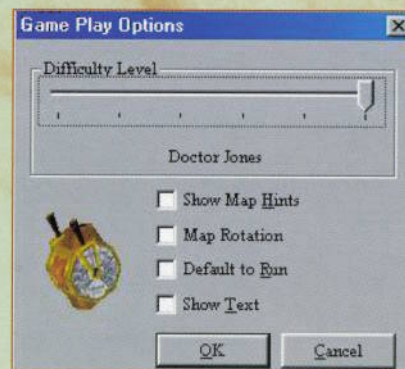 Game Play Options
Difficulty Level
Doctor Jones
Show Map Hints
Map Rotation
Default to Run
Show Text
OK
Cancel